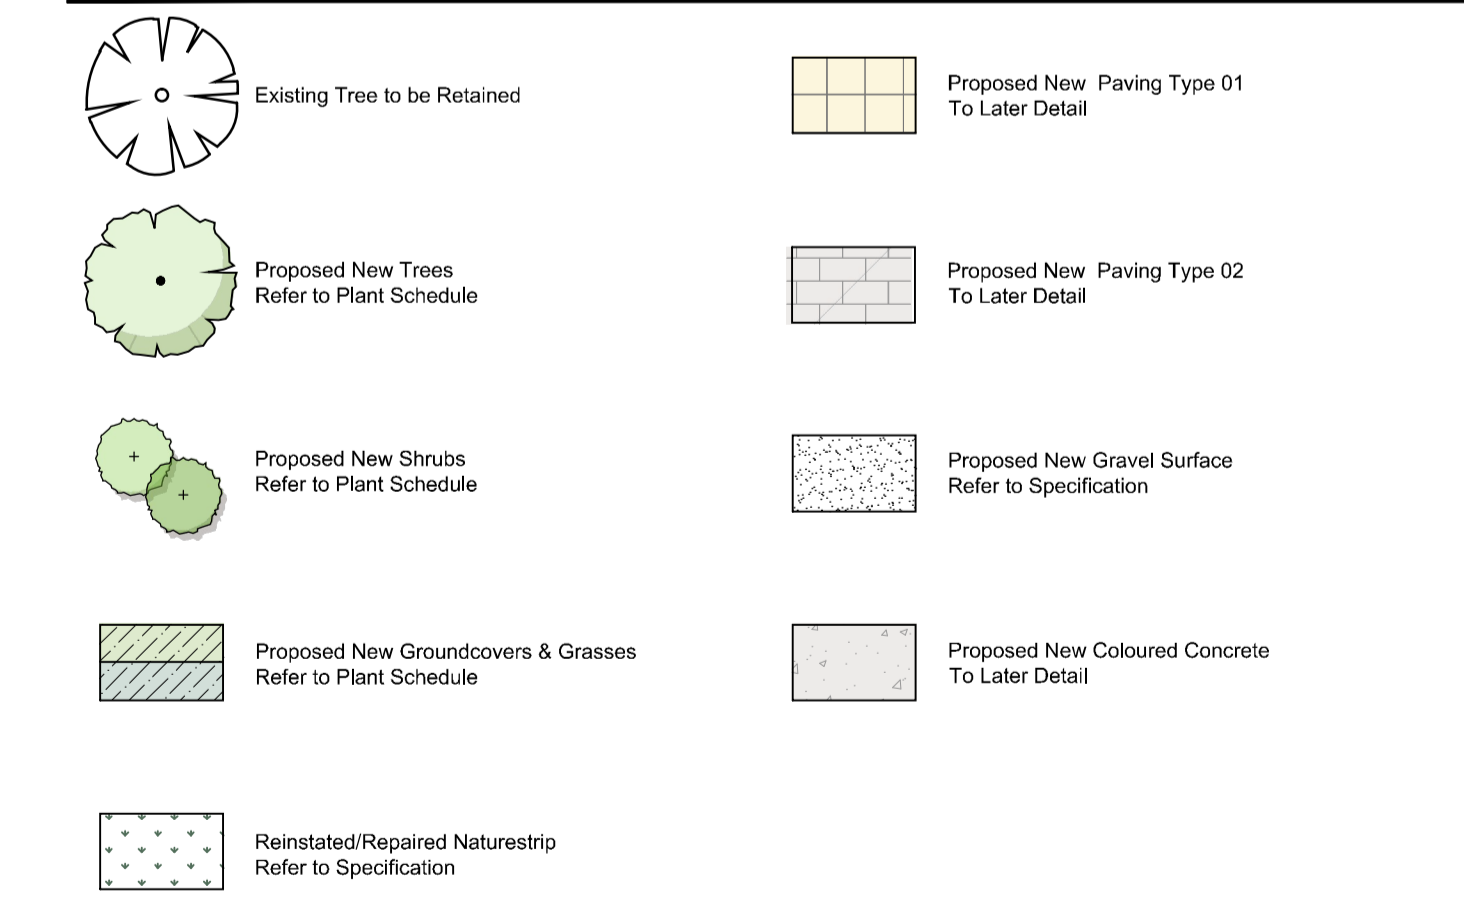 Existing Tree to be Retained
Proposed New Trees
Refer to Plant Schedule
Proposed New Shrubs
Refer to Plant Schedule
Proposed New Groundcovers & Grasses
Refer to Plant Schedule
Reinstated/Repaired Naturestrip
Refer to Specification
Proposed New  Paving Type 01
To Later Detail
Proposed New  Paving Type 02
To Later Detail
Proposed New Gravel Surface
Refer to Specification
Proposed New Coloured Concrete
To Later Detail